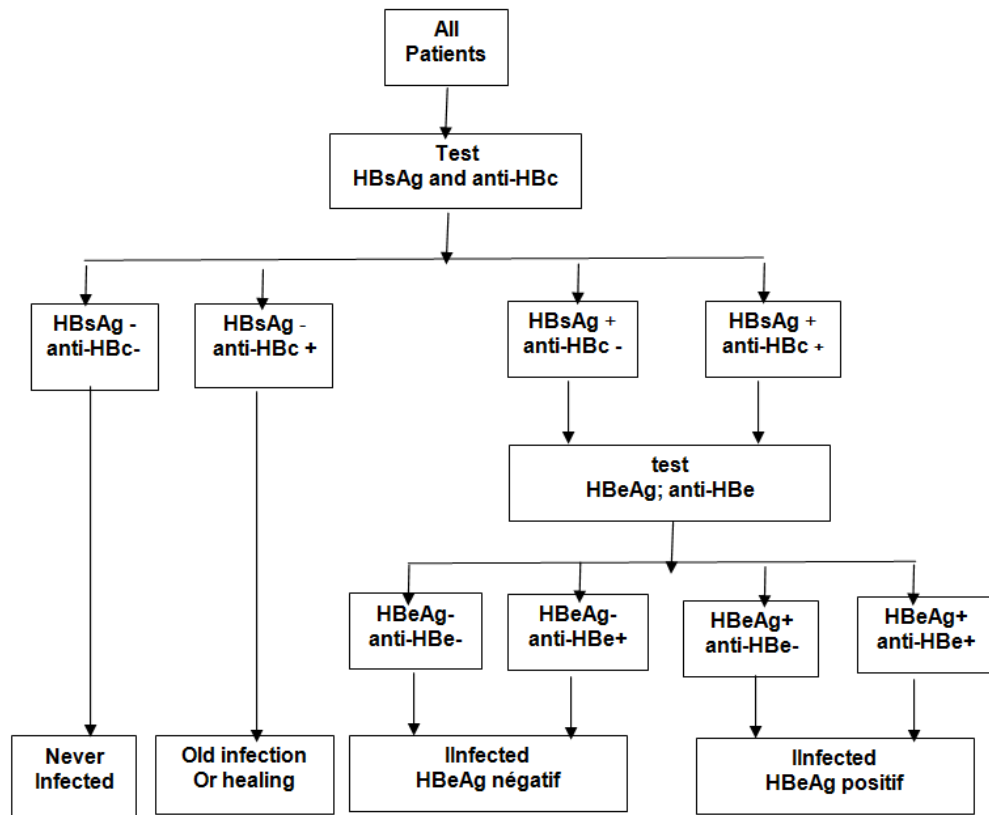 All
Patients
Test
HBsAg and anti-HBc
HBsAg -
anti-HBc-
HBsAg -
anti-HBc +
HBsAg +
anti-HBc -
HBsAg +
anti-HBc +
test
HBeAg; anti-HBe
HBeAg-
anti-HBe-
HBeAg-
anti-HBe+
HBeAg+
anti-HBe-
HBeAg+
anti-HBe+
Never
Infected
Old infection
Or healing
IInfected
HBeAg négatif
IInfected
HBeAg positif